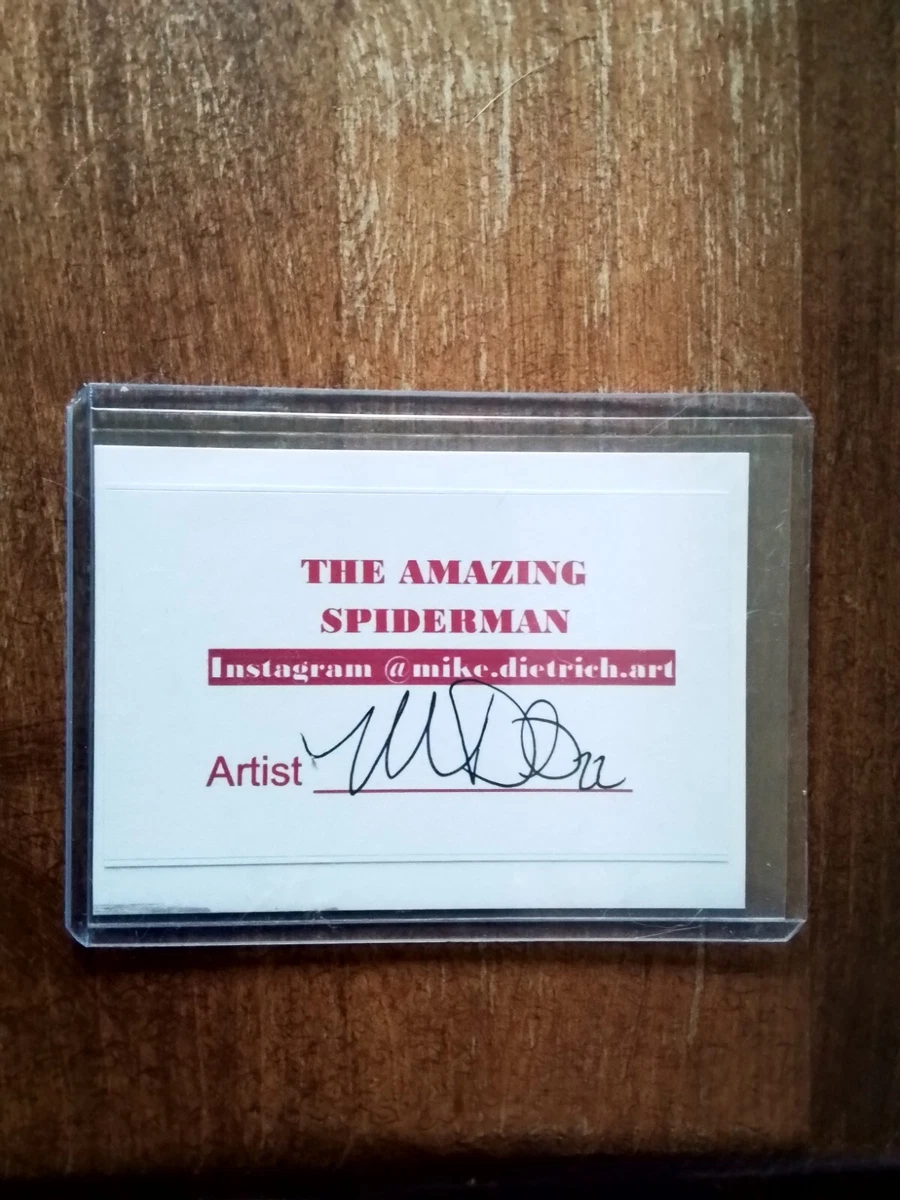 THE AMAZING
SPIDERMAN
Instagram @mike.dietrich.art
Artist